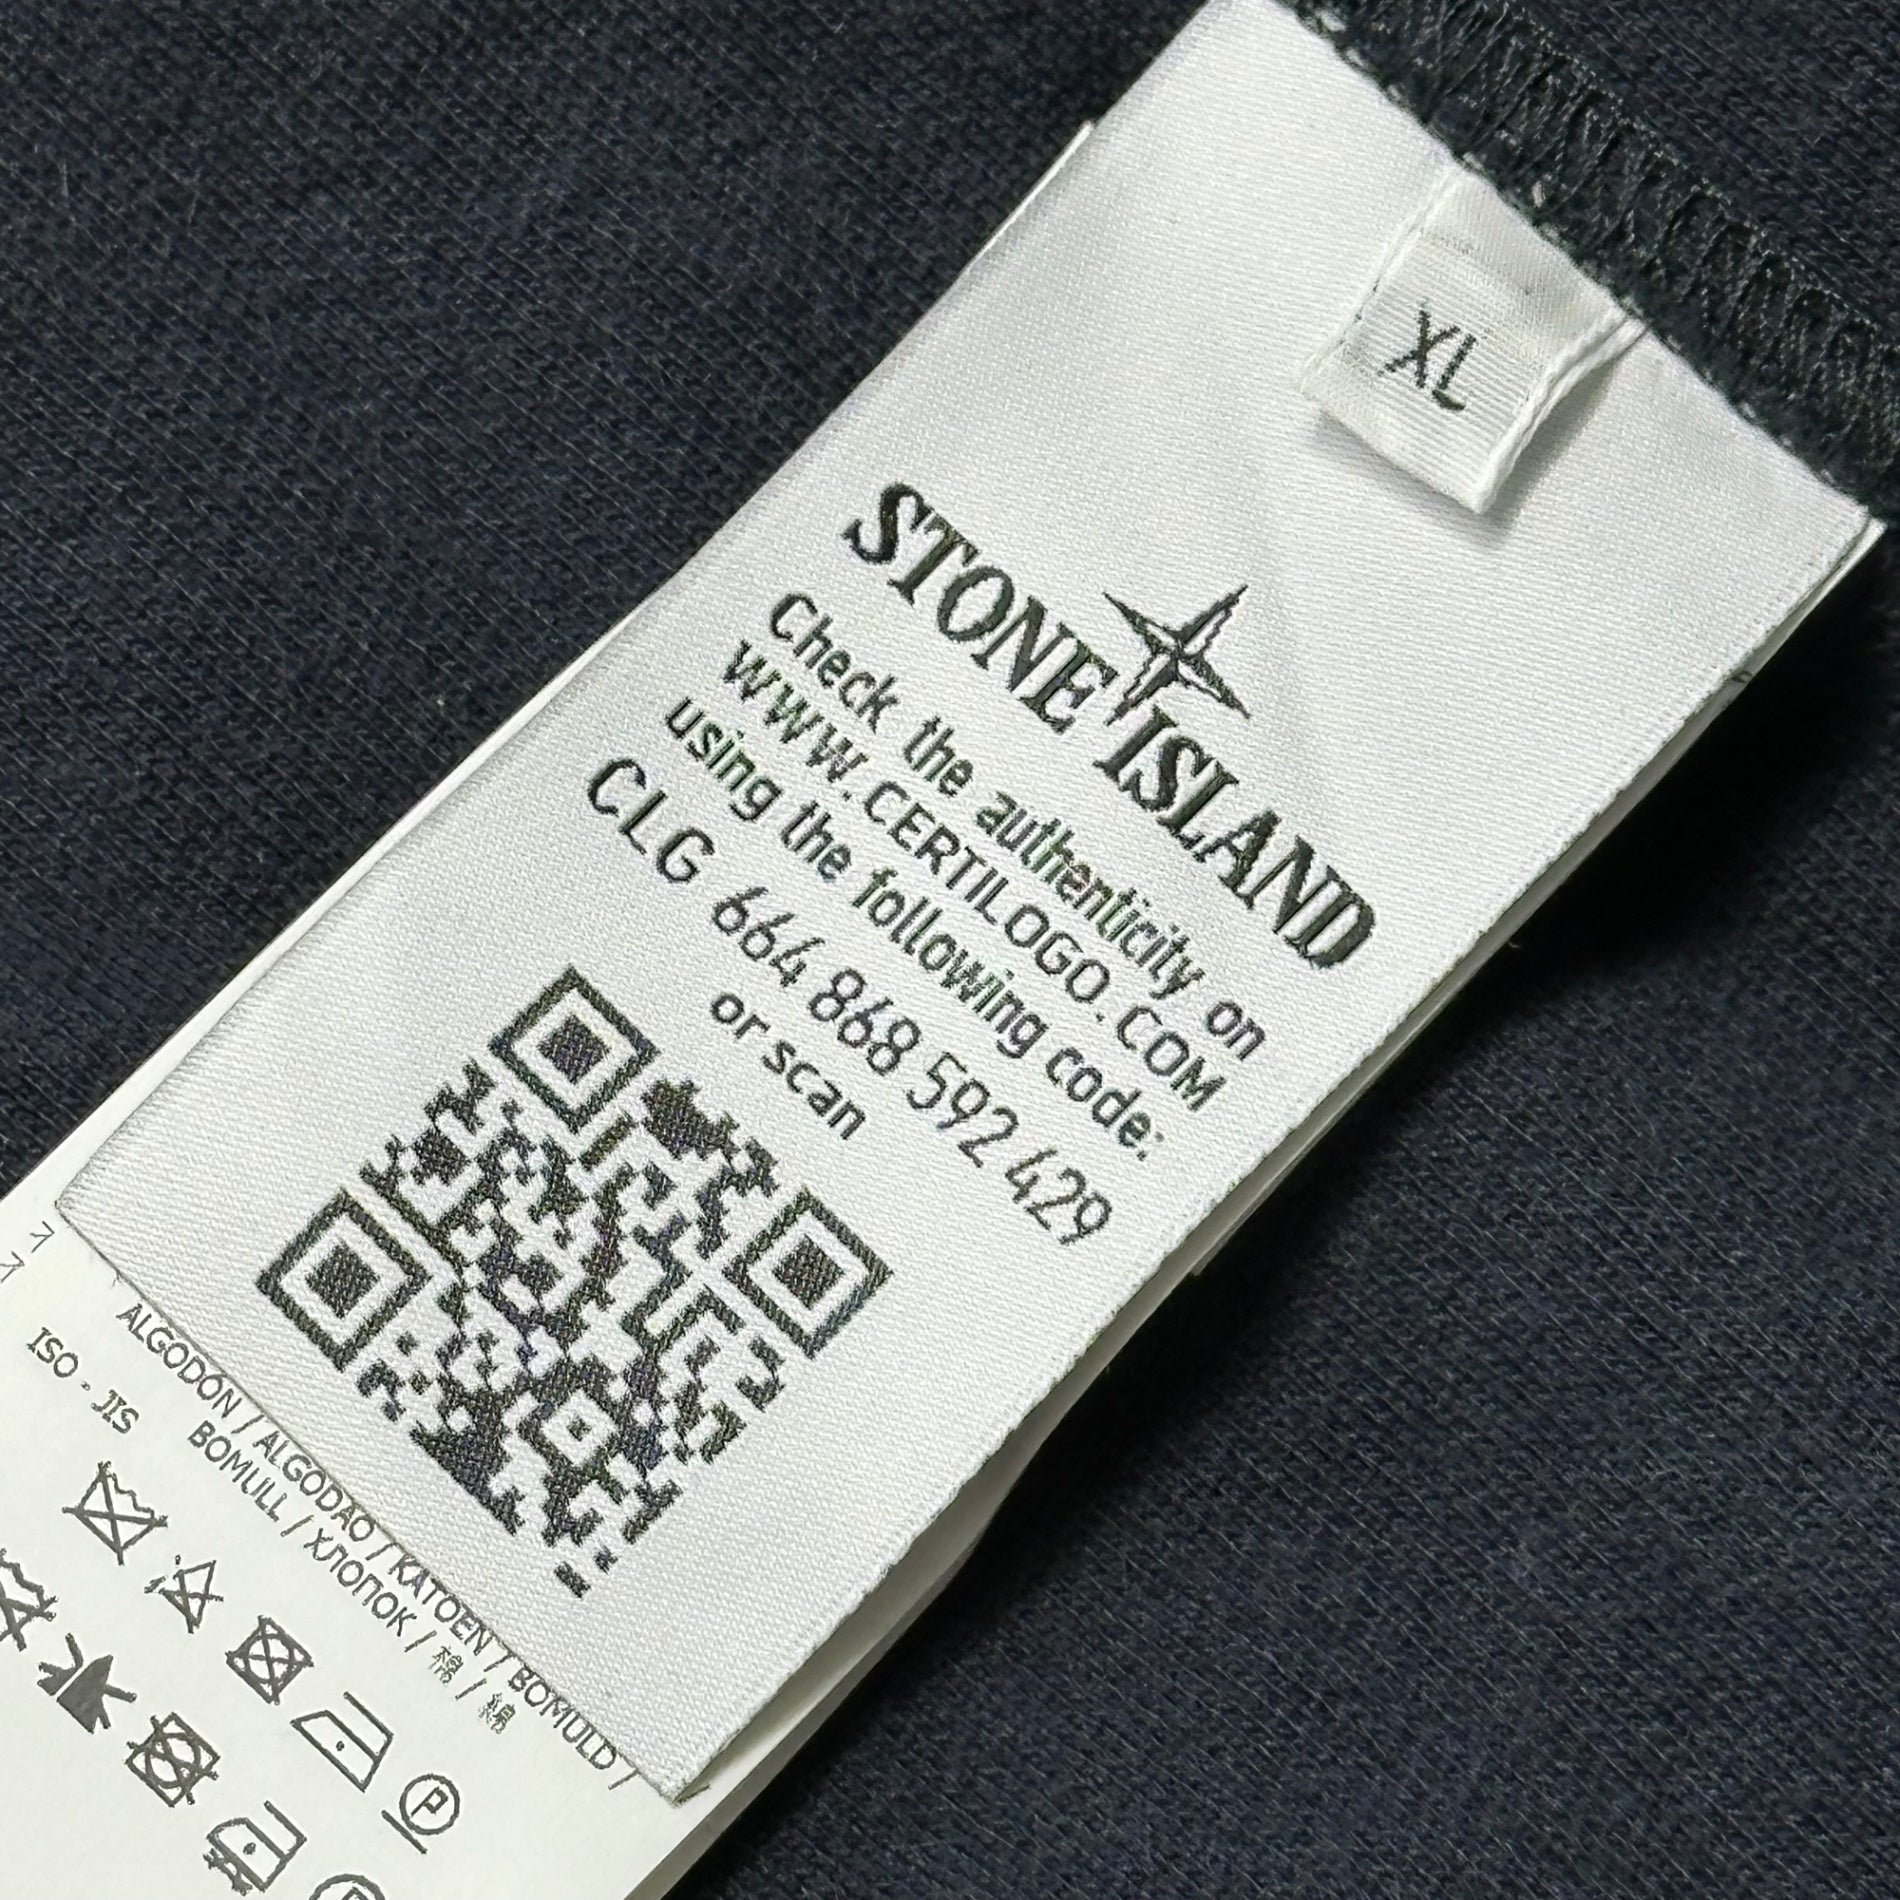 XL
STONE ISLAND
Check the authenticity on
WWW.CERTILOGO.COM
using the following code:
CLG 664 868 592 429
or scan
ALGODÓN / ALGODAO / KATOEN / BOMULD /
BOMULL / ХЛОПОК / 棉 / 綿
ISO - JIS
P